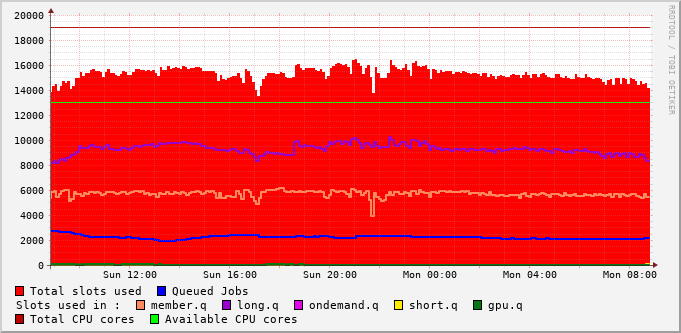 20000
18000
16000
14000
12000
10000
8000
6000
4000
2000
0
Sun 12:00 Sun 16:00 Sun 20:00 Mon 00:00 Mon 04:00 Mon 08:00
Total slots used Queued Jobs
Slots used in : member.q long.q ondemand.q short.q gpu.q
Total CPU cores Available CPU cores
RRDTOOL / TOBI OETIKER